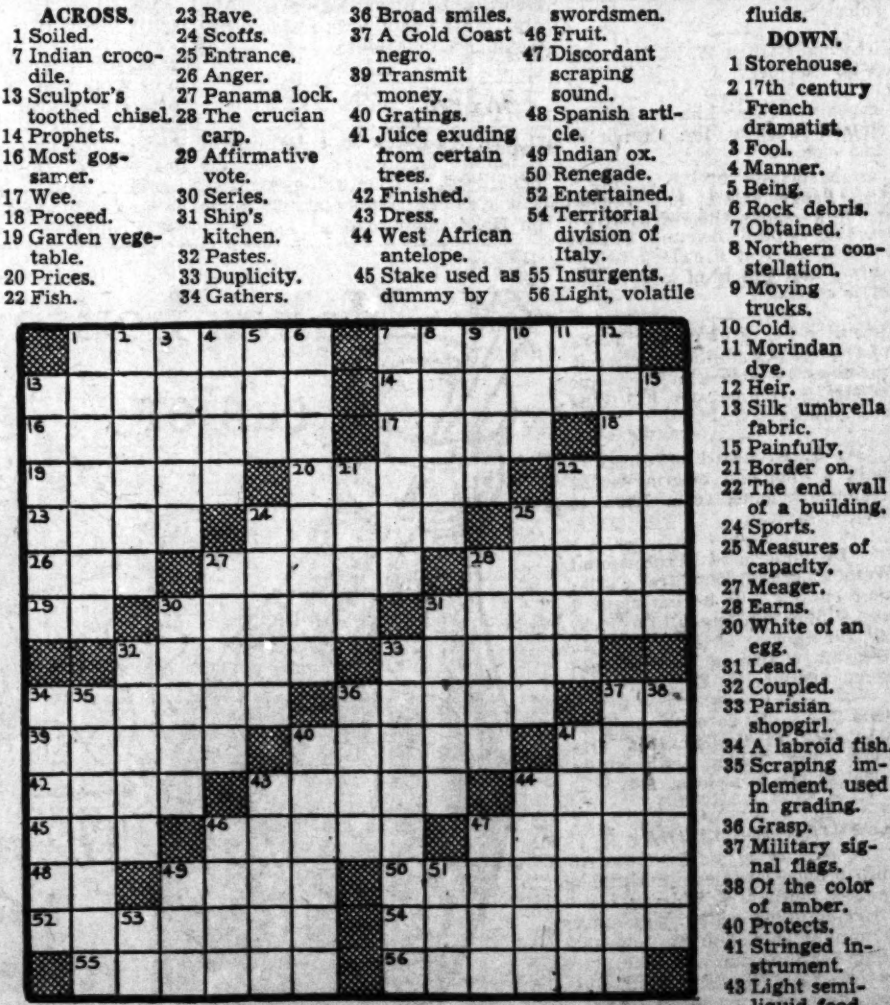 ACROSS.
1 Soiled.
7 Indian croco-
dile.
13 Sculptor's
toothed chisel.
14 Prophets.
16 Most gos-
samer.
17 Wee.
18 Proceed.
19 Garden vege-
table.
20 Prices.
22 Fish.
23 Rave.
24 Scoffs.
25 Entrance.
26 Anger.
27 Panama lock.
28 The crucian
carp.
29 Affirmative
vote.
30 Series.
31 Ship's
kitchen.
32 Pastes.
33 Duplicity.
34 Gathers.
36 Broad smiles.
37 A Gold Coast
negro.
39 Transmit
money.
40 Gratings.
41 Juice exuding
from certain
trees.
42 Finished.
43 Dress.
44 West African
antelope.
45 Stake used as
dummy by
swordsmen.
46 Fruit.
47 Discordant
scraping
sound.
48 Spanish arti-
cle.
49 Indian ox.
50 Renegade.
52 Entertained.
54 Territorial
division of
Italy.
55 Insurgents.
56 Light, volatile
fluids.
DOWN.
1 Storehouse.
2 17th century
French
dramatist.
3 Fool.
4 Manner.
5 Being.
6 Rock debris.
7 Obtained.
8 Northern con-
stellation.
9 Moving
trucks.
10 Cold.
11 Morindan
dye.
12 Heir.
13 Silk umbrella
fabric.
15 Painfully.
21 Border on.
22 The end wall
of a building.
24 Sports.
25 Measures of
capacity.
27 Meager.
28 Earns.
30 White of an
egg.
31 Lead.
32 Coupled.
33 Parisian
shopgirl.
34 A labroid fish.
35 Scraping im-
plement, used
in grading.
36 Grasp.
37 Military sig-
nal flags.
38 Of the color
of amber.
40 Protects.
41 Stringed in-
strument.
43 Light semi-
1 2 3 4 5 6 7 8 9 10 11 12
13 14 15
16 17 18
19 20 21 22
23 24 25
26 27 28
29 30 31
32 33
34 35 36 37 38
39 40 41
42 43 44
45 46 47
48 49 50 51
52 53 54
55 56